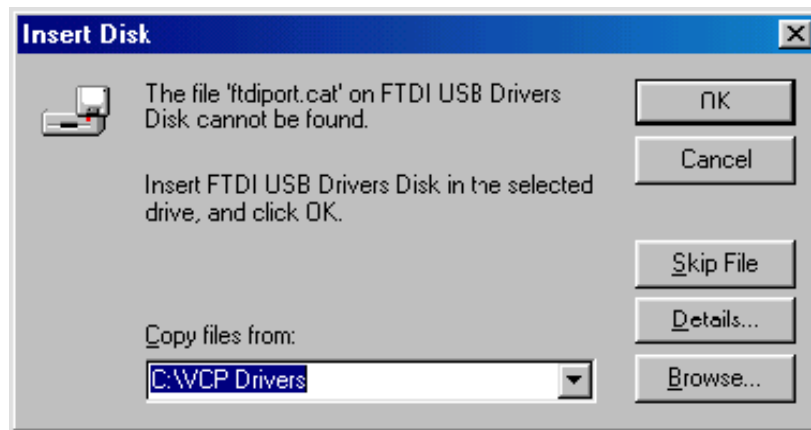 Insert Disk
The file 'ftdiport.cat' on FTDI USB Drivers
Disk cannot be found.
Insert FTDI USB Drivers Disk in the selected
drive, and click OK.
Copy files from:
C:\VCP Drivers
OK
Cancel
Skip File
Details...
Browse...